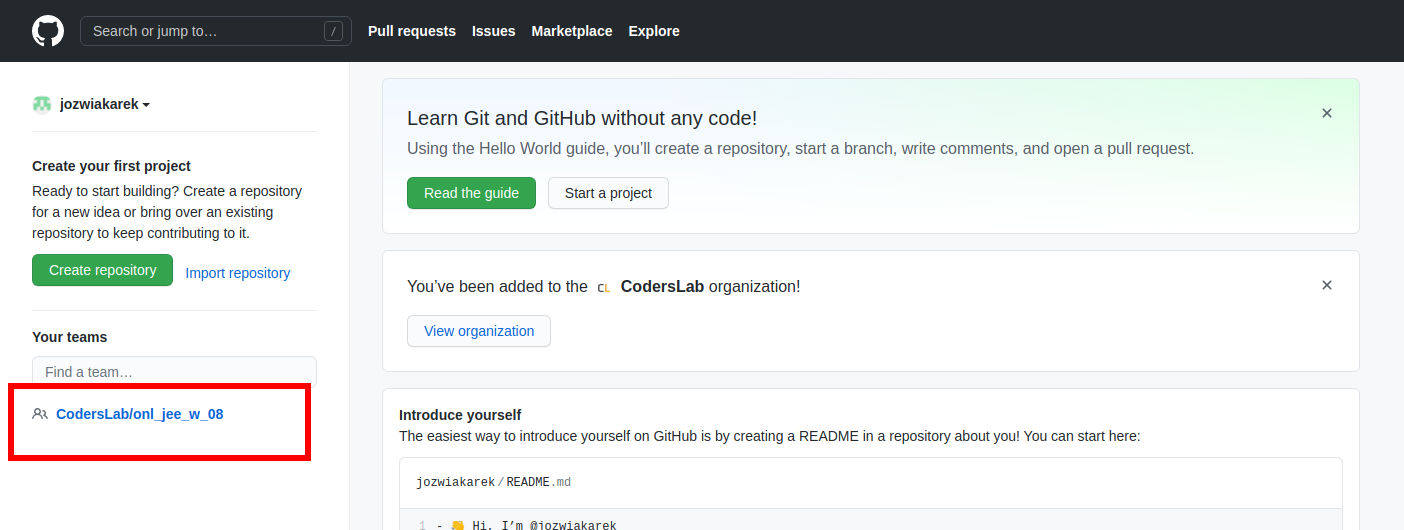 Search or jump to…
/
Pull requests
Issues
Marketplace
Explore
jozwiakarek
Create your first project
Ready to start building? Create a repository
for a new idea or bring over an existing
repository to keep contributing to it.
Create repository
Import repository
Your teams
Find a team…
CodersLab/onl_jee_w_08
Learn Git and GitHub without any code!
Using the Hello World guide, you’ll create a repository, start a branch, write comments, and open a pull request.
Read the guide
Start a project
You’ve been added to the CL CodersLab organization!
View organization
Introduce yourself
The easiest way to introduce yourself on GitHub is by creating a README in a repository about you! You can start here:
jozwiakarek/README.md
1 - 👋 Hi, I’m @jozwiakarek